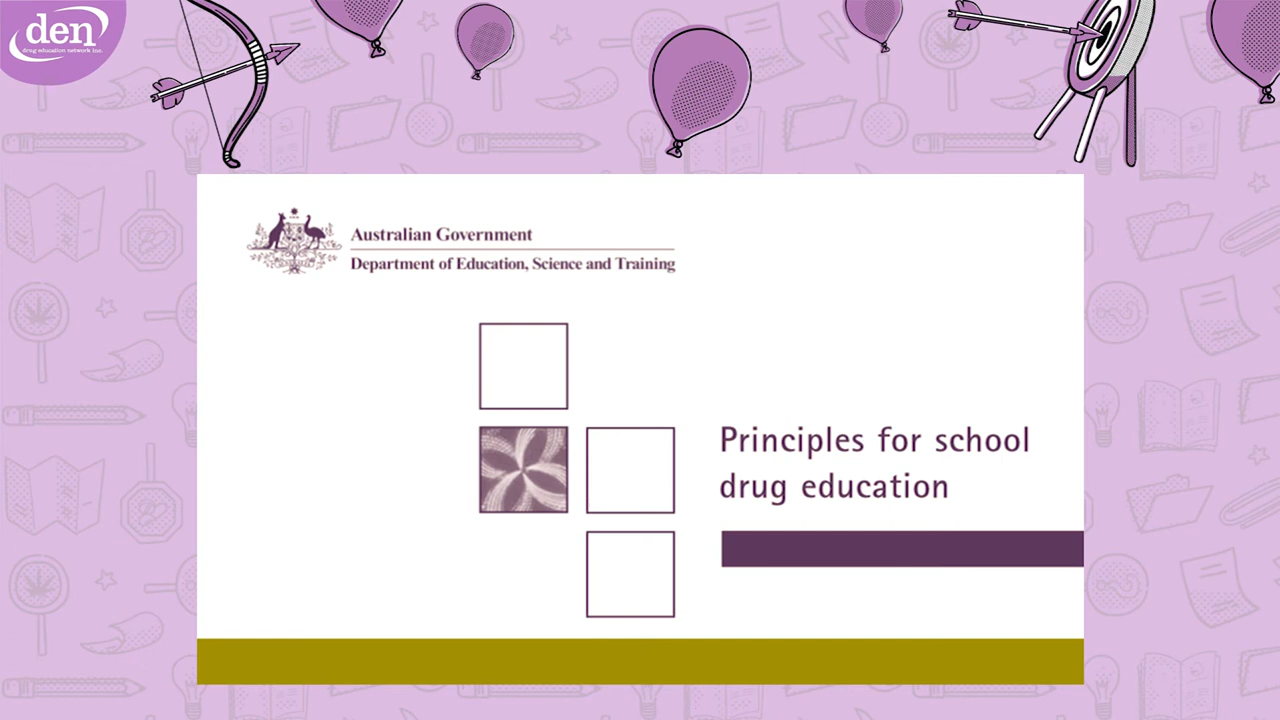 den
drug education network inc.
Australian Government
Department of Education, Science and Training
Principles for school
drug education